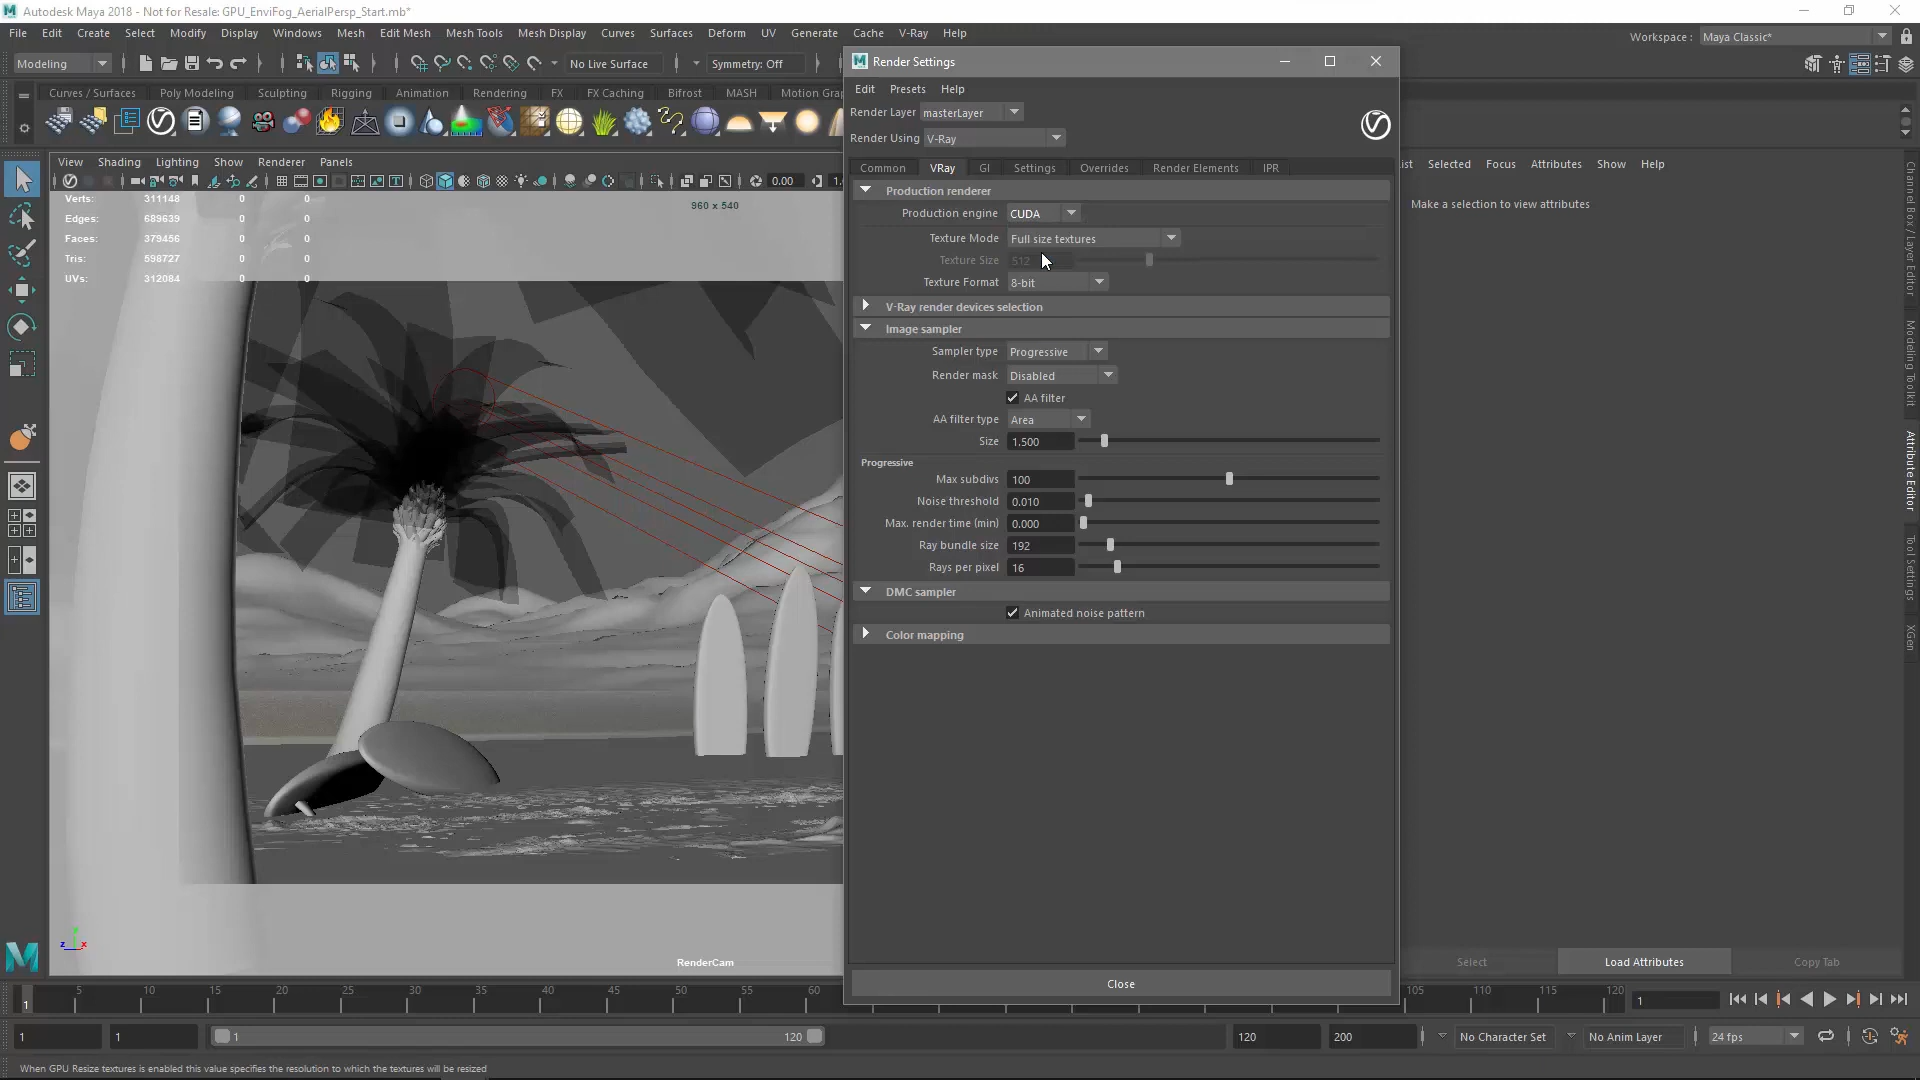 Autodesk Maya 2018 - Not for Resale: GPU_EnviFog_AerialPersp_Start.mb*
File Edit Create Select Modify Display Windows Mesh Edit Mesh Mesh Tools Mesh Display Curves Surfaces Deform UV Generate Cache V-Ray Help
Workspace : Maya Classic*
Modeling No Live Surface Symmetry: Off
Curves / Surfaces Poly Modeling Sculpting Rigging Animation Rendering FX FX Caching Bifrost MASH Motion Gra
View Shading Lighting Show Renderer Panels
0.00
Verts: 311148 0 0
Edges: 689639 0 0
Faces: 379456 0 0
Tris: 598727 0 0
UVs: 312084 0 0
960 x 540
RenderCam
z x
Render Settings
Edit Presets Help
Render Layer masterLayer
Render Using V-Ray
Common VRay GI Settings Overrides Render Elements IPR
Production renderer
Production engine CUDA
Texture Mode Full size textures
Texture Size 512
Texture Format 8-bit
V-Ray render devices selection
Image sampler
Sampler type Progressive
Render mask Disabled
AA filter
AA filter type Area
Size 1.500
Progressive
Max subdivs 100
Noise threshold 0.010
Max. render time (min) 0.000
Ray bundle size 192
Rays per pixel 16
DMC sampler
Animated noise pattern
Color mapping
Close
ist Selected Focus Attributes Show Help
Make a selection to view attributes
Select Load Attributes Copy Tab
Channel Box / Layer Editor
Modeling Toolkit
Attribute Editor
Tool Settings
XGen
1 5 10 15 20 25 30 35 40 45 50 55 60 105 110 115 120 1
1 1 1 120 120 200 No Character Set No Anim Layer 24 fps
When GPU Resize textures is enabled this value specifies the resolution to which the textures will be resized